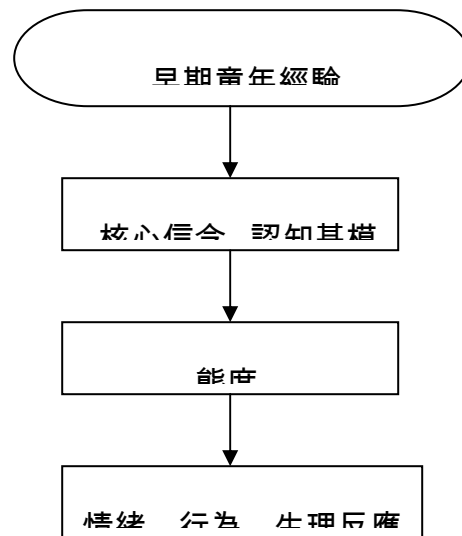 早期童年經驗
核心信念 認知基模
態度
情緒 行為 生理反應